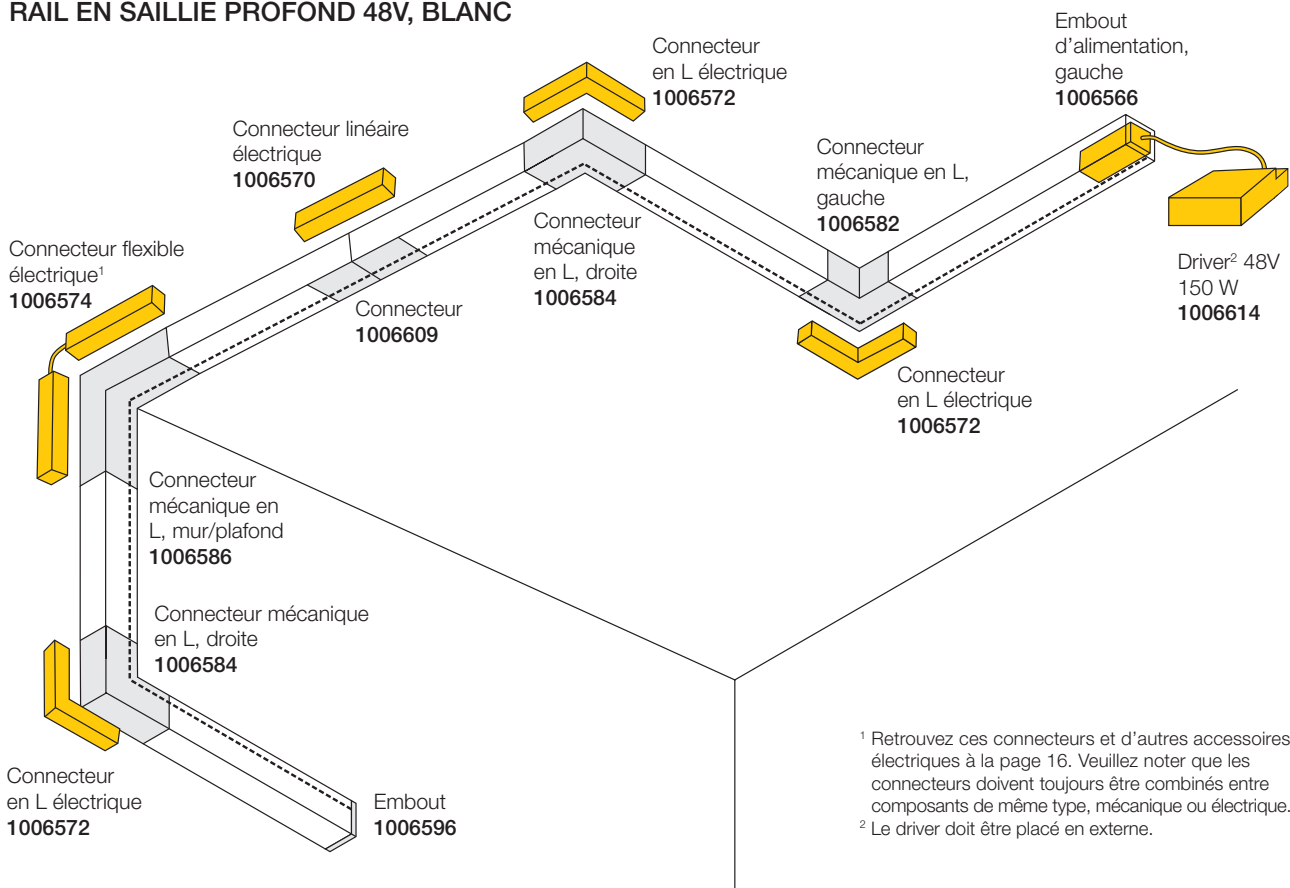 RAIL EN SAILLIE PROFOND 48V, BLANC
Embout
d’alimentation,
gauche
1006566
Connecteur
en L électrique
1006572
Connecteur linéaire
électrique
1006570
Connecteur
mécanique en L,
gauche
1006582
Connecteur
mécanique
en L, droite
1006584
Connecteur flexible
électrique¹
1006574
Driver² 48V
150 W
1006614
Connecteur
1006609
Connecteur
en L électrique
1006572
Connecteur
mécanique en
L, mur/plafond
1006586
Connecteur mécanique
en L, droite
1006584
Connecteur
en L électrique
1006572
Embout
1006596
¹ Retrouvez ces connecteurs et d’autres accessoires
électriques à la page 16. Veuillez noter que les
connecteurs doivent toujours être combinés entre
composants de même type, mécanique ou électrique.
² Le driver doit être placé en externe.